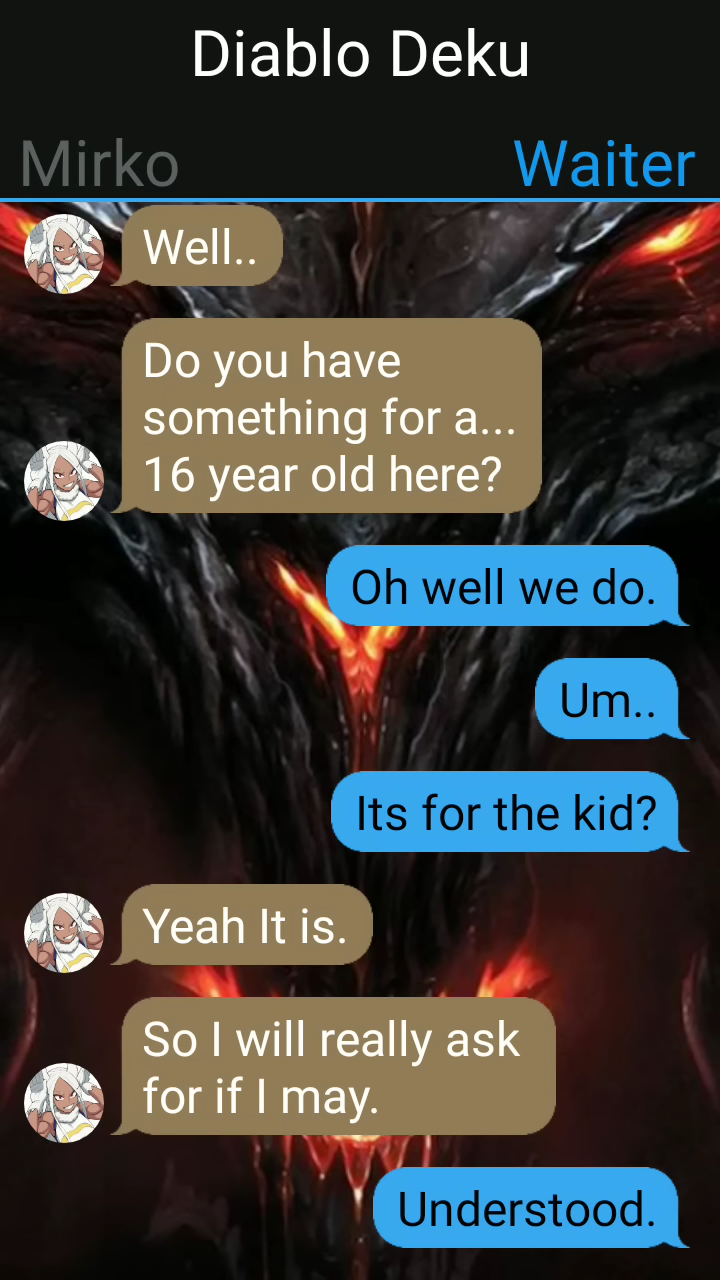 Diablo Deku
Mirko
Waiter
Well..
Do you have
something for a...
16 year old here?
Oh well we do.
Um..
Its for the kid?
Yeah It is.
So I will really ask
for if I may.
Understood.